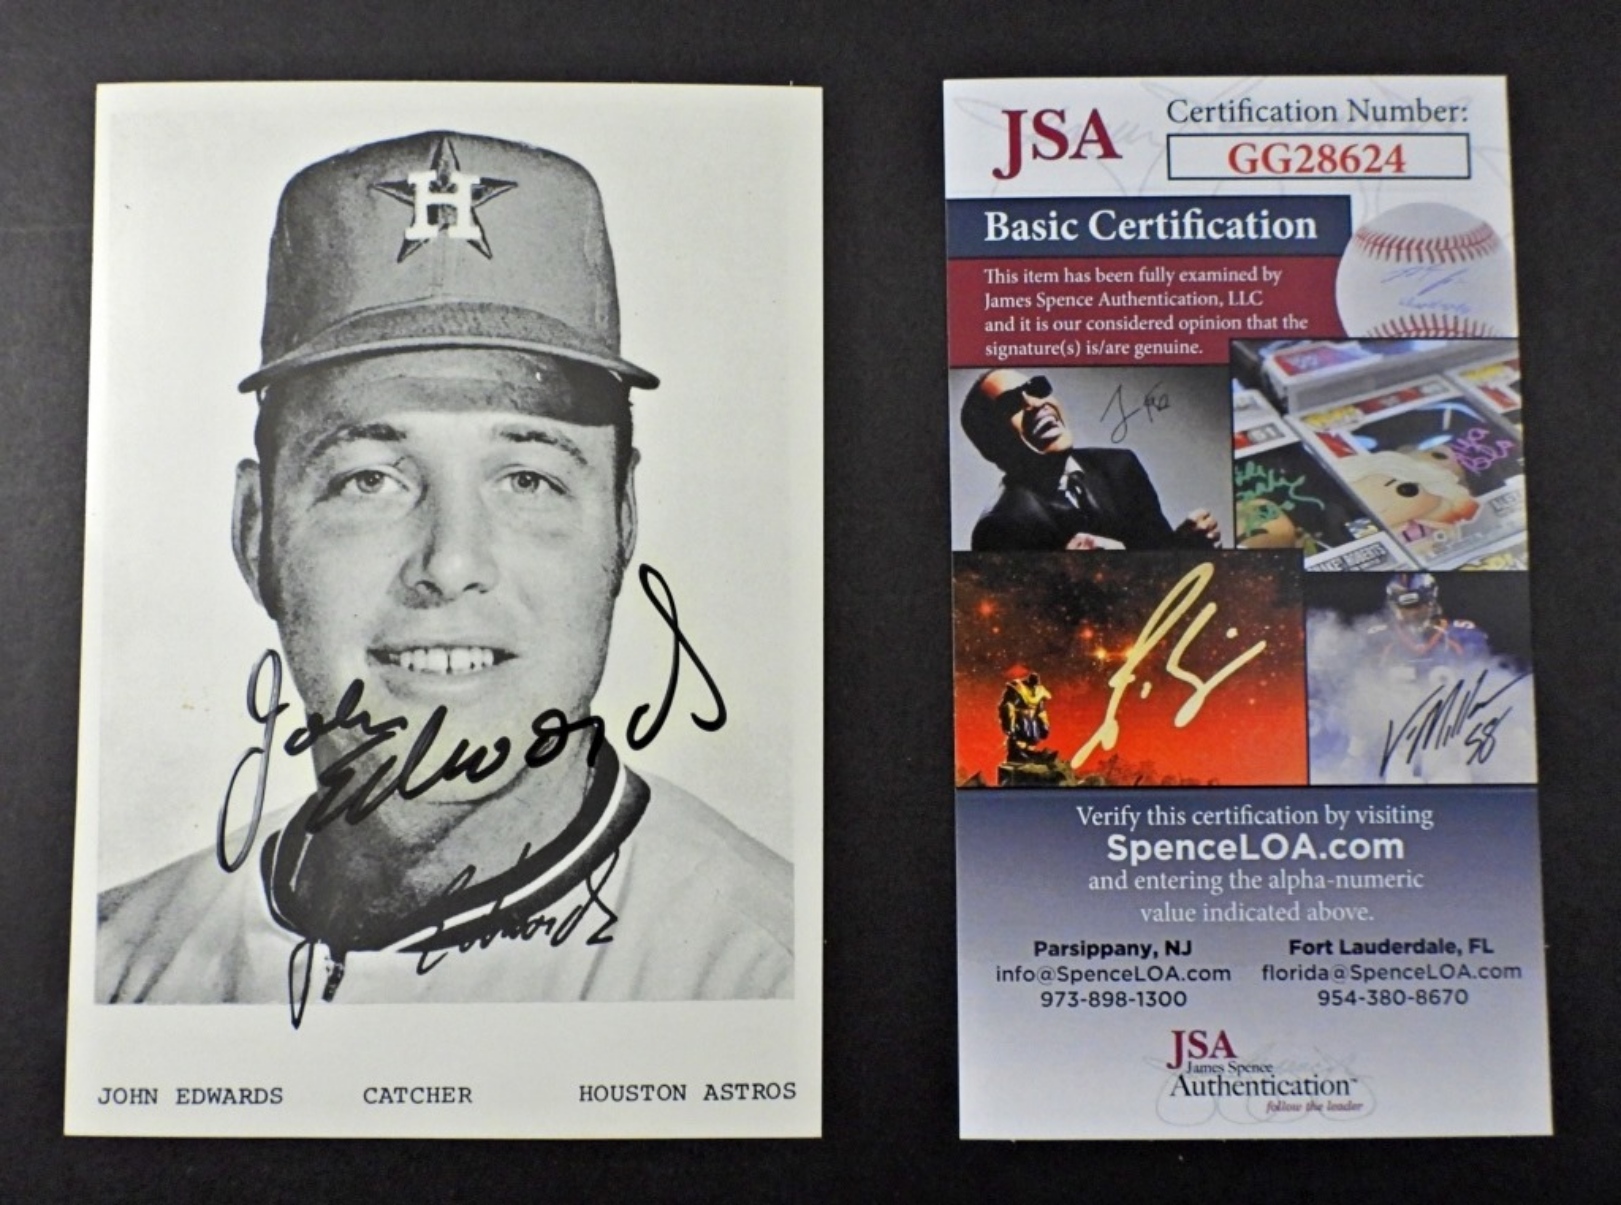 H
John
Edwards
J. Edwards
JOHN EDWARDS CATCHER HOUSTON ASTROS
JSA
Certification Number:
GG28624
Basic Certification
This item has been fully examined by
James Spence Authentication, LLC
and it is our considered opinion that the
signature(s) is/are genuine.
V. Miller
58
Verify this certification by visiting
SpenceLOA.com
and entering the alpha-numeric
value indicated above.
Parsippany, NJ
info@SpenceLOA.com
973-898-1300
Fort Lauderdale, FL
florida@SpenceLOA.com
954-380-8670
JSA
James Spence
Authentication™
follow the leader